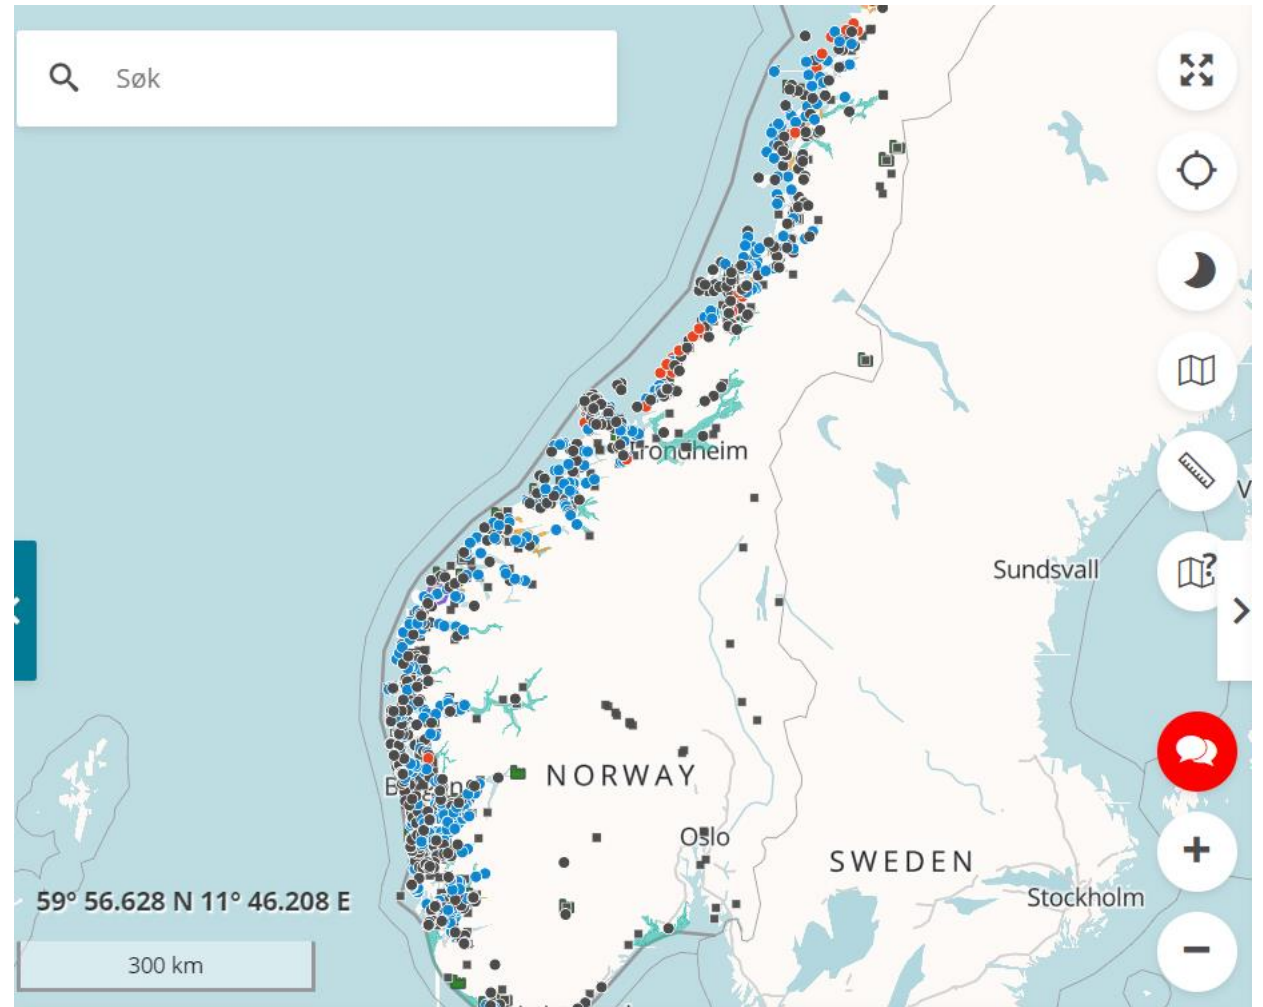 Søk
Trondheim
V
Sundsvall
?
NORWAY
Oslo
SWEDEN
Stockholm
59° 56.628 N 11° 46.208 E
300 km